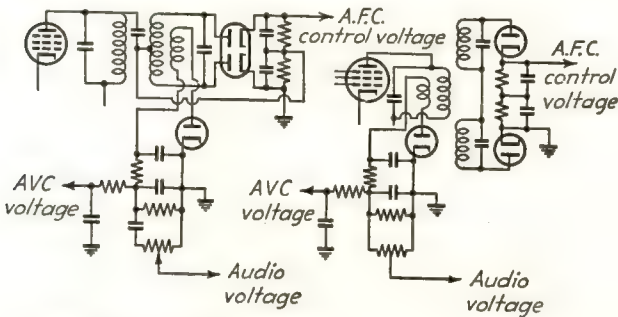 A.F.C.
control voltage
AVC
voltage
Audio
voltage
A.F.C.
control
voltage
AVC
voltage
Audio
voltage